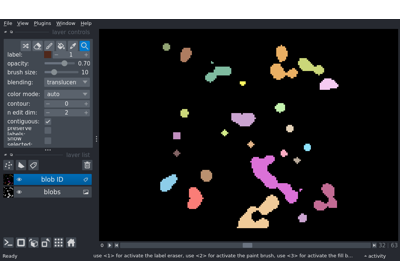 File View Plugins Window Help
layer controls
label: 1
opacity: 0.70
brush size: 10
blending: translucent
color mode: auto
contour: 0
n edit dim: 2
contiguous:
preserve labels:
show selected:
layer list
blob ID
blobs
32 63
Ready
use <1> for activate the label eraser, use <2> for activate the paint brush, use <3> for activate the fill b...
activity